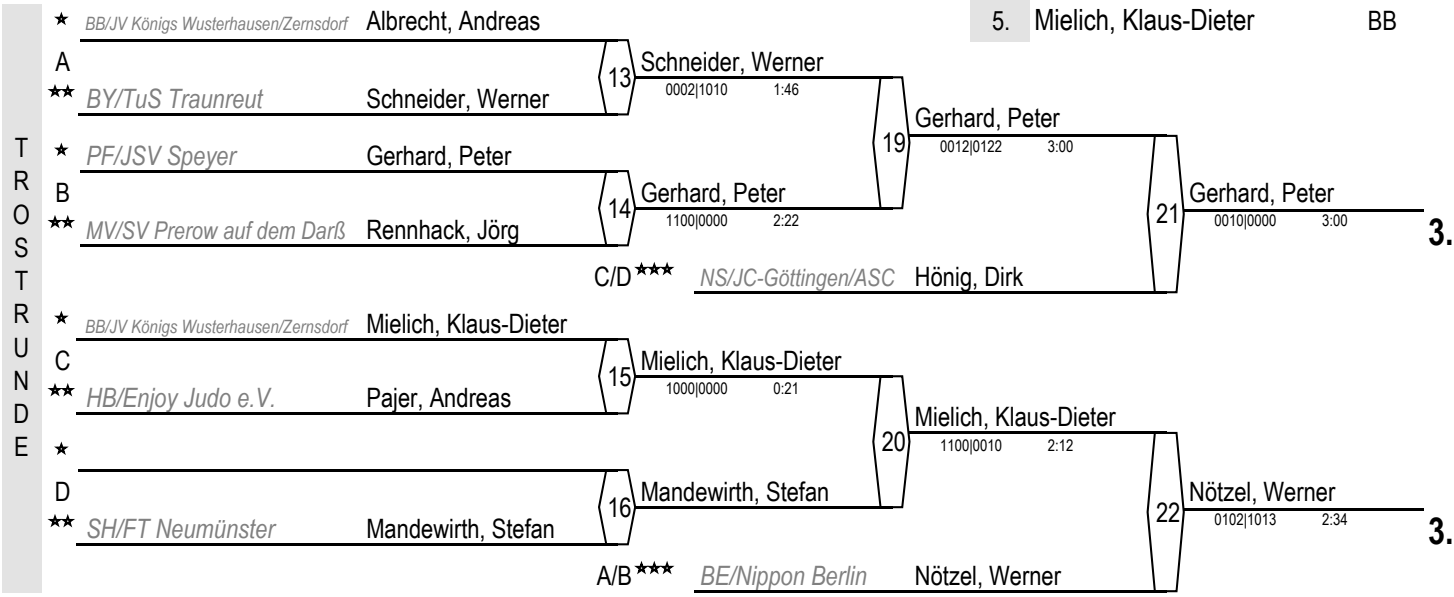 ★ BB/JV Königs Wusterhausen/Zernsdorf Albrecht, Andreas
5. Mielich, Klaus-Dieter BB
A
13 Schneider, Werner
0002|1010 1:46
★★ BY/TuS Traunreut Schneider, Werner
19 Gerhard, Peter
0012|0122 3:00
TROSTRUNDE
★ PF/JSV Speyer Gerhard, Peter
B
14 Gerhard, Peter
1100|0000 2:22
21 Gerhard, Peter
0010|0000 3:00
3.
★★ MV/SV Prerow auf dem Darß Rennhack, Jörg
C/D ★★★ NS/JC-Göttingen/ASC Hönig, Dirk
★ BB/JV Königs Wusterhausen/Zernsdorf Mielich, Klaus-Dieter
C
15 Mielich, Klaus-Dieter
1000|0000 0:21
★★ HB/Enjoy Judo e.V. Pajer, Andreas
20 Mielich, Klaus-Dieter
1100|0010 2:12
★
D
16 Mandewirth, Stefan
22 Nötzel, Werner
0102|1013 2:34
3.
★★ SH/FT Neumünster Mandewirth, Stefan
A/B ★★★ BE/Nippon Berlin Nötzel, Werner